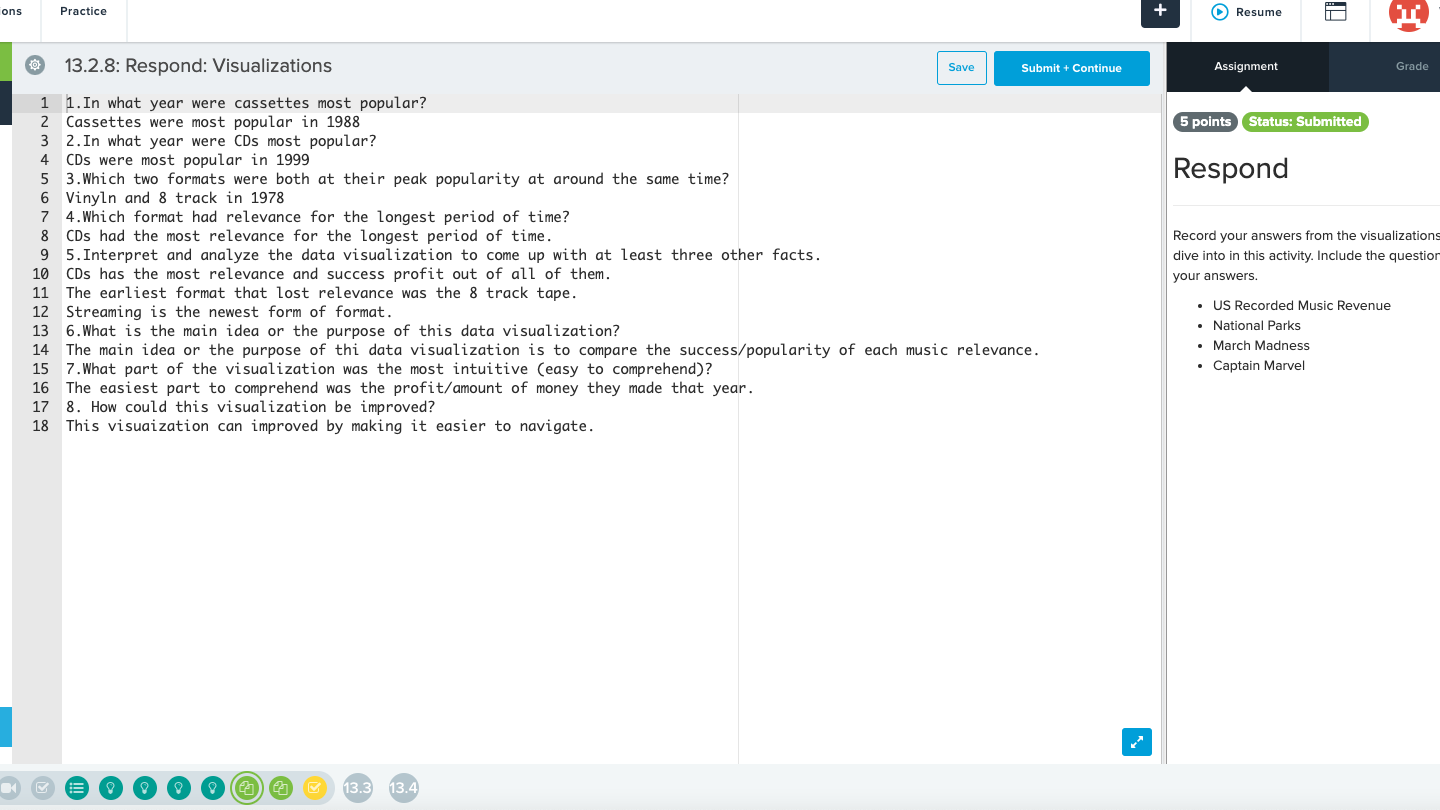 ons
Practice
+
Resume
13.2.8: Respond: Visualizations
Save
Submit + Continue
Assignment
Grade
1 1.In what year were cassettes most popular?
2 Cassettes were most popular in 1988
3 2.In what year were CDs most popular?
4 CDs were most popular in 1999
5 3.Which two formats were both at their peak popularity at around the same time?
6 Vinyln and 8 track in 1978
7 4.Which format had relevance for the longest period of time?
8 CDs had the most relevance for the longest period of time.
9 5.Interpret and analyze the data visualization to come up with at least three other facts.
10 CDs has the most relevance and success profit out of all of them.
11 The earliest format that lost relevance was the 8 track tape.
12 Streaming is the newest form of format.
13 6.What is the main idea or the purpose of this data visualization?
14 The main idea or the purpose of thi data visualization is to compare the success/popularity of each music relevance.
15 7.What part of the visualization was the most intuitive (easy to comprehend)?
16 The easiest part to comprehend was the profit/amount of money they made that year.
17 8. How could this visualization be improved?
18 This visuaization can improved by making it easier to navigate.
5 points
Status: Submitted
Respond
Record your answers from the visualizations
dive into in this activity. Include the question
your answers.
• US Recorded Music Revenue
• National Parks
• March Madness
• Captain Marvel
13.3
13.4